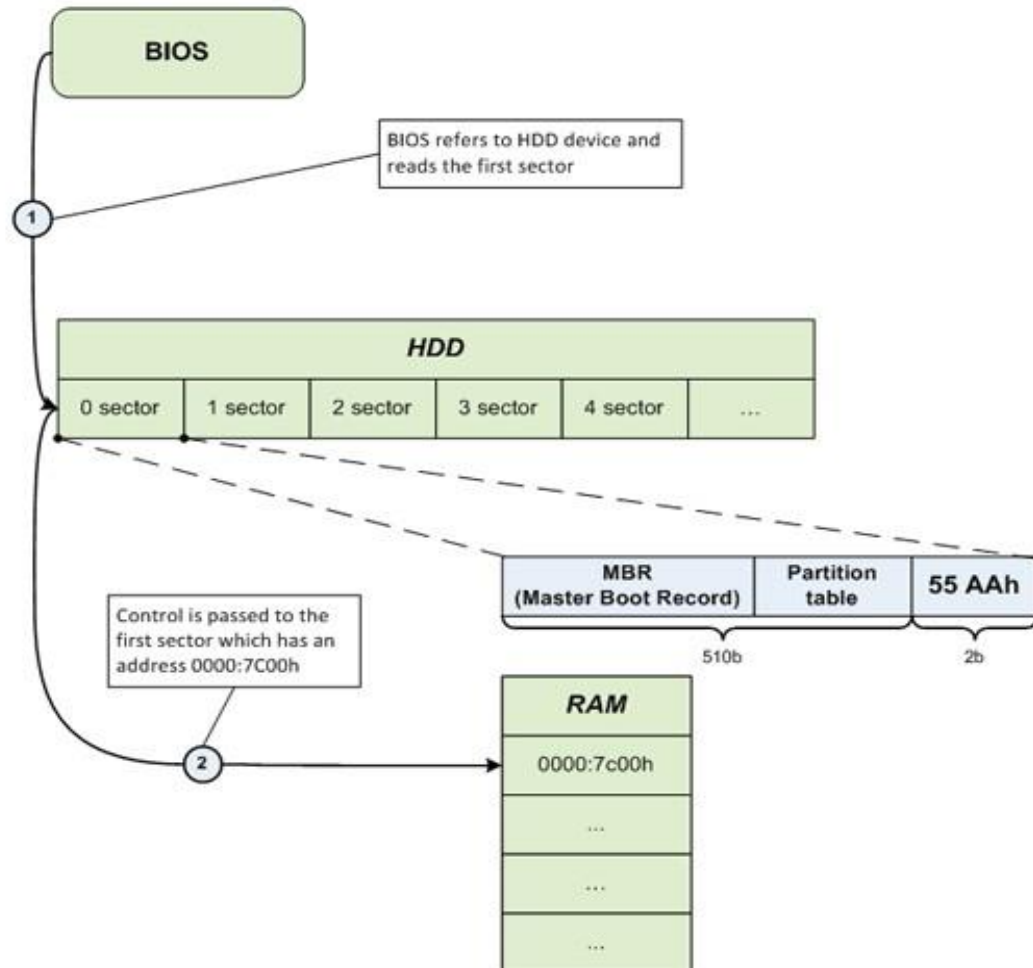 BIOS
BIOS refers to HDD device and
reads the first sector
1
HDD
0 sector
1 sector
2 sector
3 sector
4 sector
...
MBR
(Master Boot Record)
Partition
table
55 AAh
510b
2b
Control is passed to the
first sector which has an
address 0000:7C00h
2
RAM
0000:7c00h
...
...
...